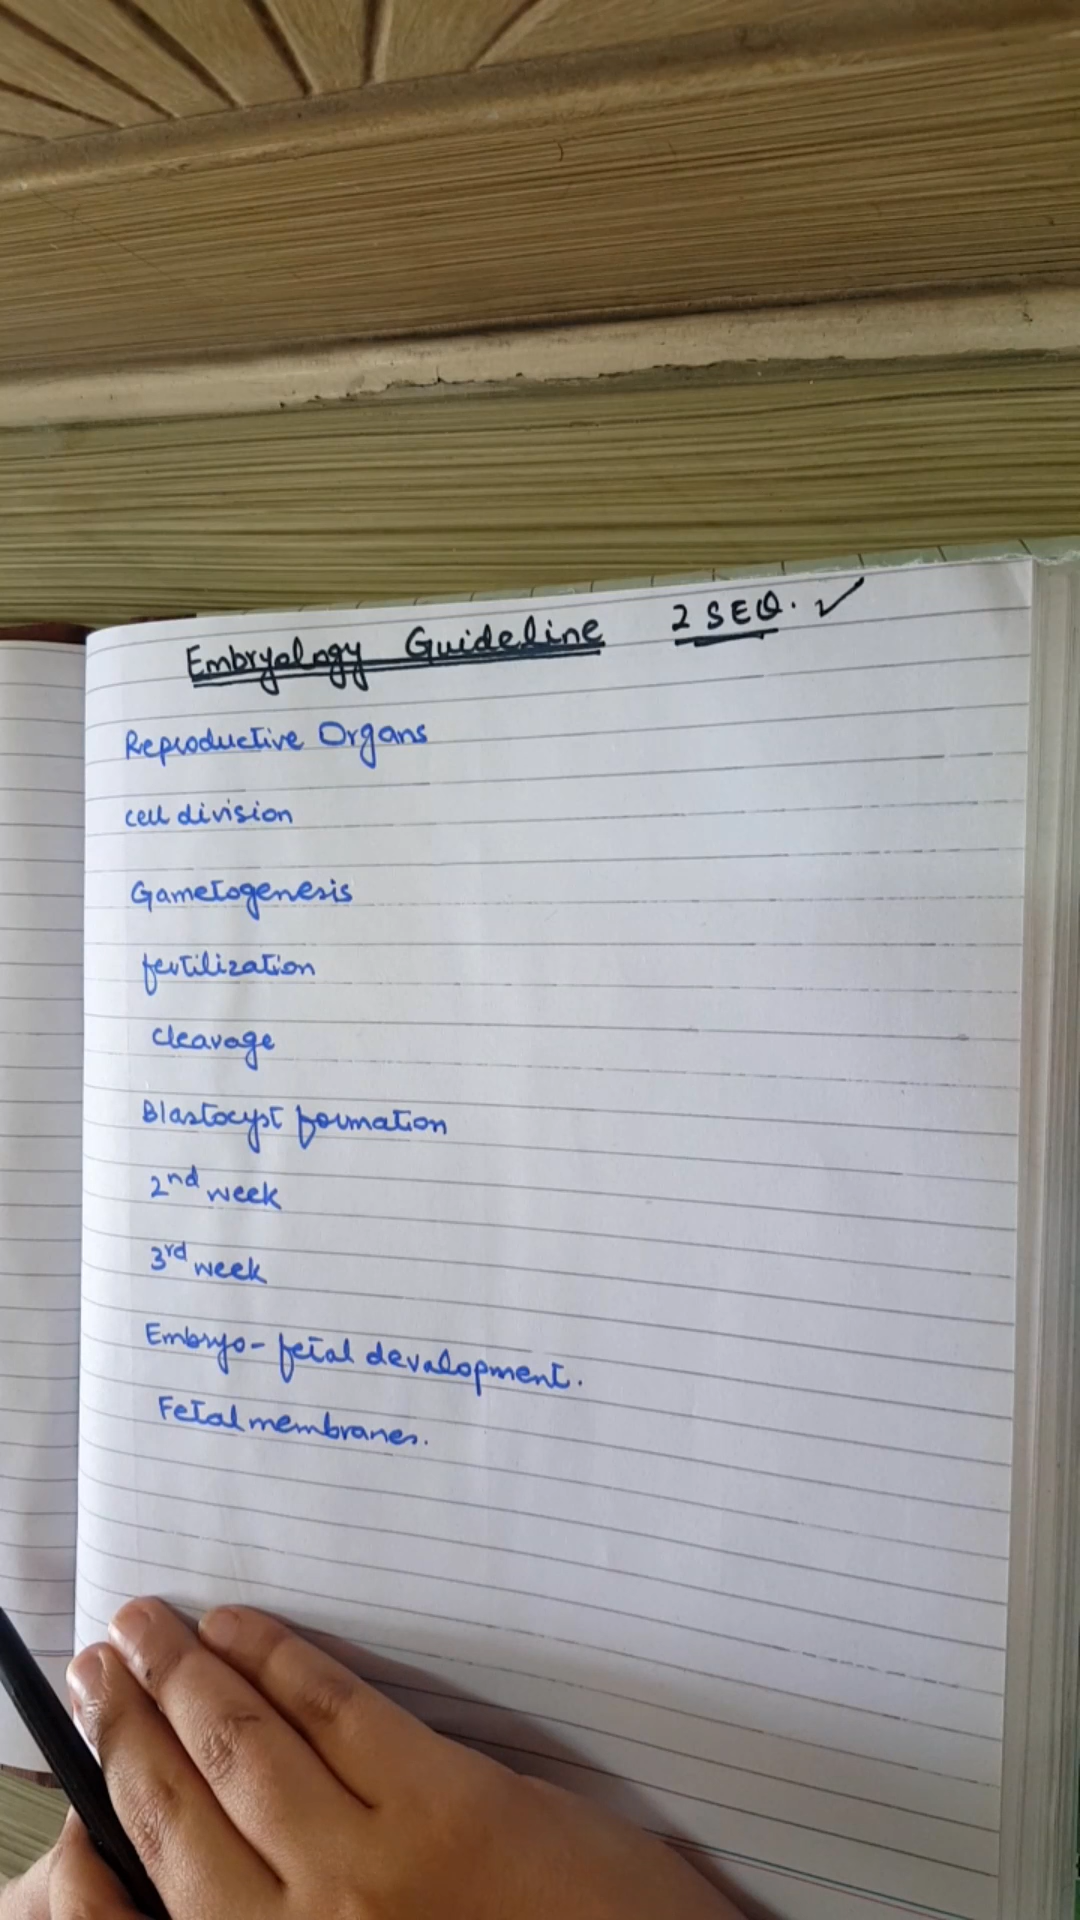 Embryology Guideline 2 SEQ. ✓
Reproductive Organs
cell division
Gametogenesis
fertilization
cleavage
Blastocyst formation
2nd week
3rd week
Embryo-fetal devalopment.
Fetal membranes.